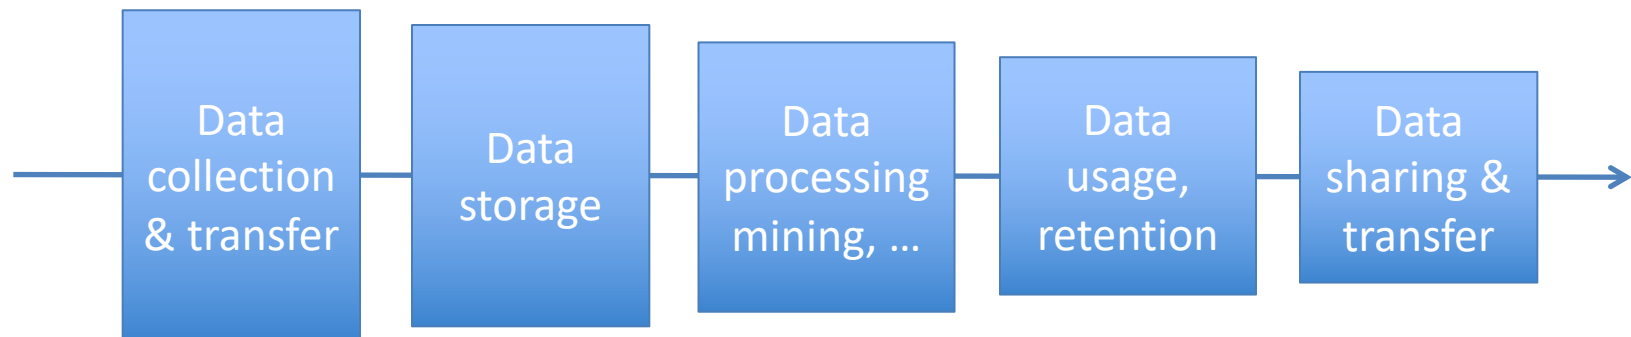 Data
collection
& transfer
Data
storage
Data
processing
mining, ...
Data
usage,
retention
Data
sharing &
transfer